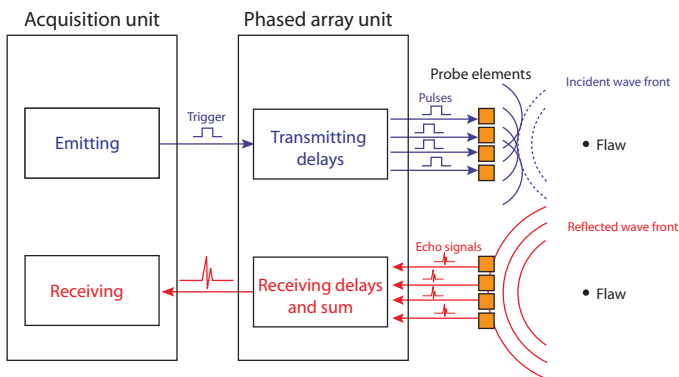 Acquisition unit
Phased array unit
Probe elements
Incident wave front
Emitting
Trigger
Transmitting
delays
Pulses
Flaw
Reflected wave front
Receiving
Receiving delays
and sum
Echo signals
Flaw